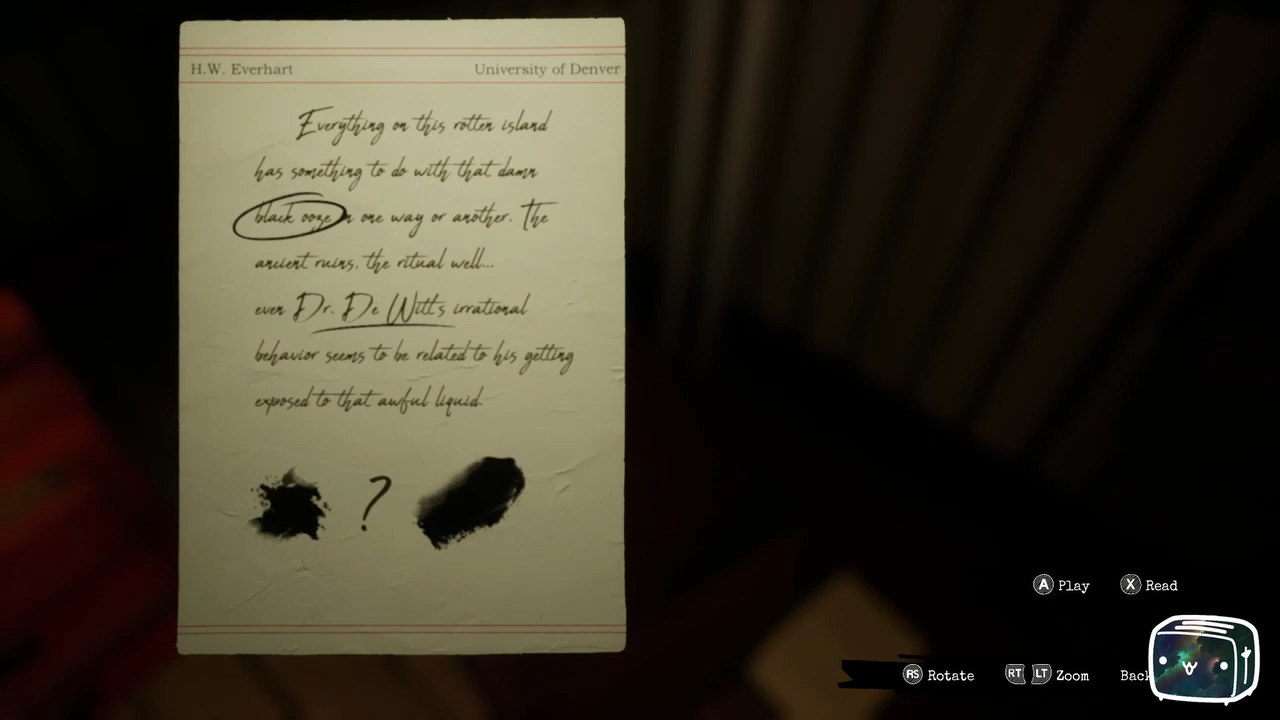 H.W. Everhart
University of Denver
Everything on this rotten island
has something to do with that damn
black ooze in one way or another. The
ancient ruins, the ritual well...
even Dr. De Witt's irrational
behavior seems to be related to his getting
exposed to that awful liquid.
?
A Play
X Read
RS Rotate
RT LT Zoom
Back